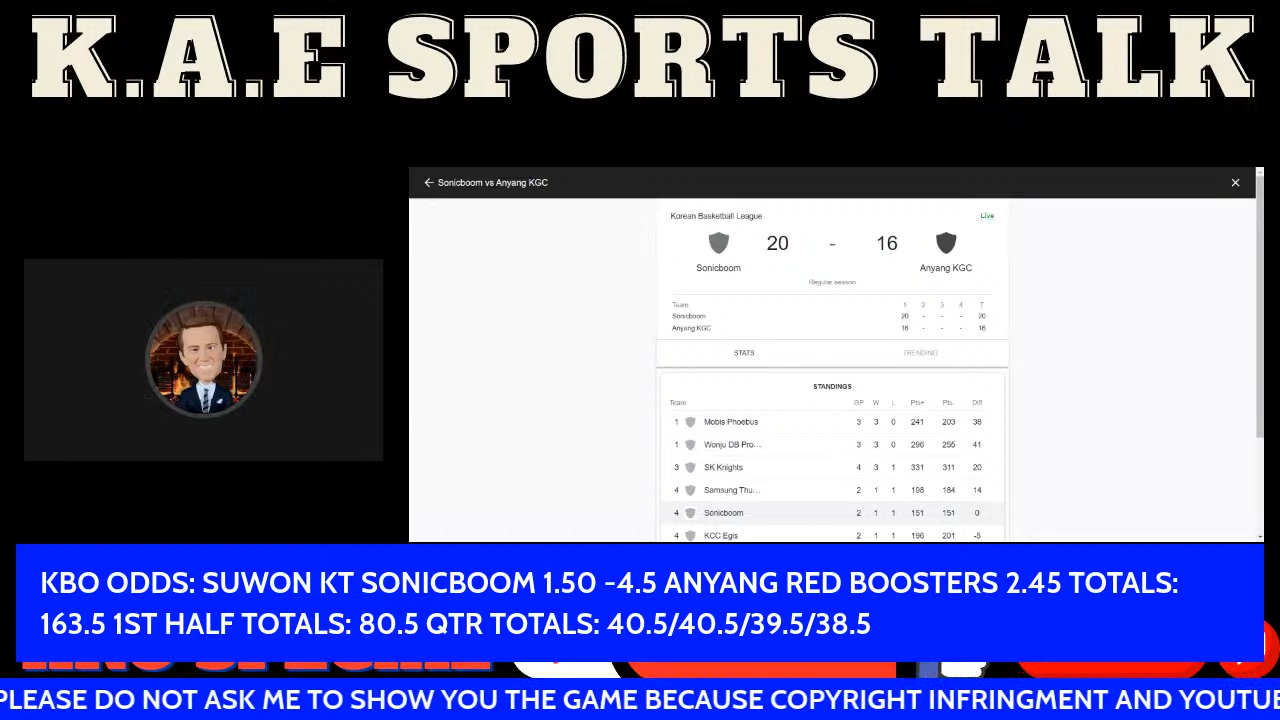 K.A.E SPORTS TALK
Sonicboom vs Anyang KGC
Korean Basketball League Live
20 - 16
Sonicboom Anyang KGC
Regular season
Team 1 2 3 4 T
Sonicboom 20 - - - 20
Anyang KGC 16 - - - 16
STATS TRENDING
STANDINGS
Team GP W L Pts+ Pts- Diff
1 Mobis Phoebus 3 3 0 241 203 38
1 Wonju DB Pro... 3 3 0 296 255 41
3 SK Knights 4 3 1 331 311 20
4 Samsung Thu... 2 1 1 198 184 14
4 Sonicboom 2 1 1 151 151 0
4 KCC Egis 2 1 1 196 201 -5
KBO ODDS: SUWON KT SONICBOOM 1.50 -4.5 ANYANG RED BOOSTERS 2.45 TOTALS:
163.5 1ST HALF TOTALS: 80.5 QTR TOTALS: 40.5/40.5/39.5/38.5
PLEASE DO NOT ASK ME TO SHOW YOU THE GAME BECAUSE COPYRIGHT INFRINGMENT AND YOUTU